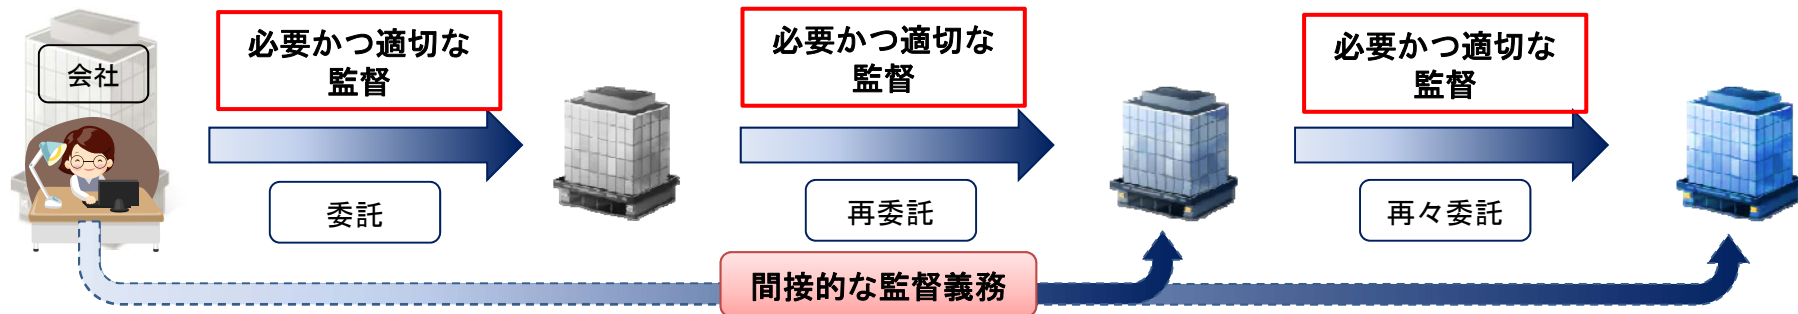 会社
必要かつ適切な
監督
委託
必要かつ適切な
監督
再委託
必要かつ適切な
監督
再々委託
間接的な監督義務